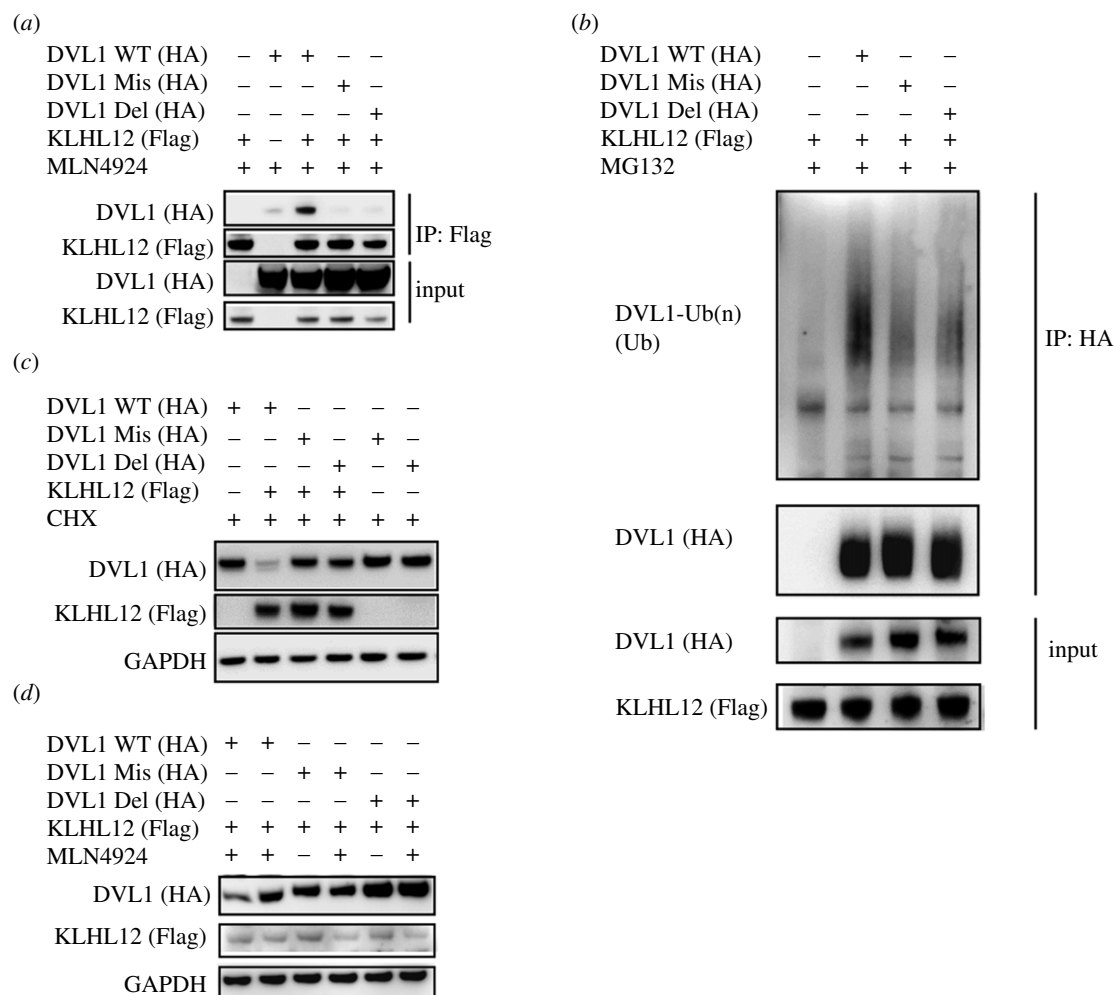 (a)
DVL1 WT (HA) – + + – –
DVL1 Mis (HA) – – – + –
DVL1 Del (HA) – – – – +
KLHL12 (Flag) + – + + +
MLN4924 + + + + +
DVL1 (HA)
KLHL12 (Flag)
IP: Flag
DVL1 (HA)
KLHL12 (Flag)
input
(b)
DVL1 WT (HA) – + – –
DVL1 Mis (HA) – – + –
DVL1 Del (HA) – – – +
KLHL12 (Flag) + + + +
MG132 + + + +
DVL1-Ub(n)
(Ub)
IP: HA
DVL1 (HA)
DVL1 (HA)
input
KLHL12 (Flag)
(c)
DVL1 WT (HA) + + – – – –
DVL1 Mis (HA) – – + – + –
DVL1 Del (HA) – – – + – +
KLHL12 (Flag) – + + + – –
CHX + + + + + +
DVL1 (HA)
KLHL12 (Flag)
GAPDH
(d)
DVL1 WT (HA) + + – – – –
DVL1 Mis (HA) – – + + – –
DVL1 Del (HA) – – – – + +
KLHL12 (Flag) + + + + + +
MLN4924 + + – + – +
DVL1 (HA)
KLHL12 (Flag)
GAPDH